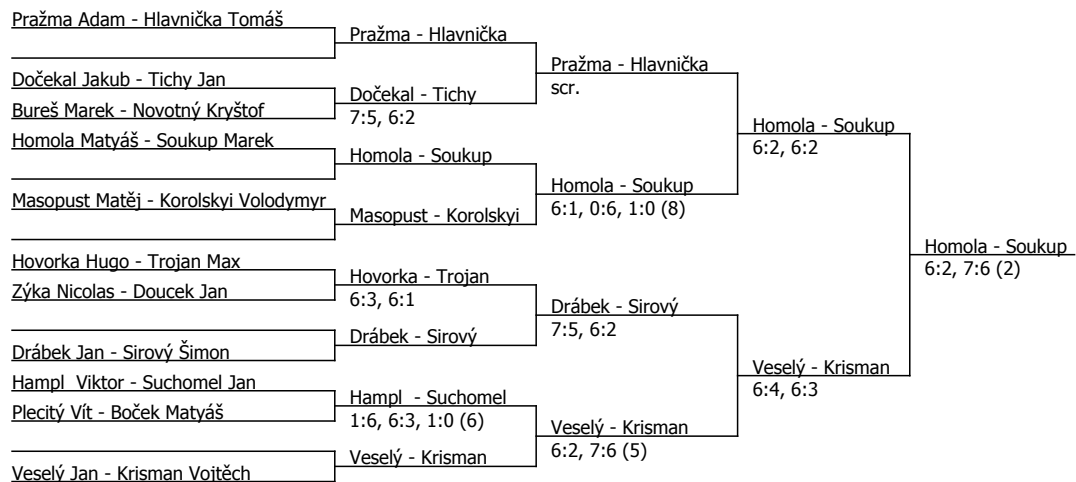 Pražma Adam - Hlavnička Tomáš
Dočekal Jakub - Tichy Jan
Bureš Marek - Novotný Kryštof
Homola Matyáš - Soukup Marek
Masopust Matěj - Korolskyi Volodymyr
Hovorka Hugo - Trojan Max
Zýka Nicolas - Doucek Jan
Drábek Jan - Sirový Šimon
Hampl  Viktor - Suchomel Jan
Plecitý Vít - Boček Matyáš
Veselý Jan - Krisman Vojtěch
Pražma - Hlavnička
Dočekal - Tichy
7:5, 6:2
Homola - Soukup
Masopust - Korolskyi
Hovorka - Trojan
6:3, 6:1
Drábek - Sirový
Hampl  - Suchomel
1:6, 6:3, 1:0 (6)
Veselý - Krisman
Pražma - Hlavnička
scr.
Homola - Soukup
6:1, 0:6, 1:0 (8)
Drábek - Sirový
7:5, 6:2
Veselý - Krisman
6:2, 7:6 (5)
Homola - Soukup
6:2, 6:2
Veselý - Krisman
6:4, 6:3
Homola - Soukup
6:2, 7:6 (2)